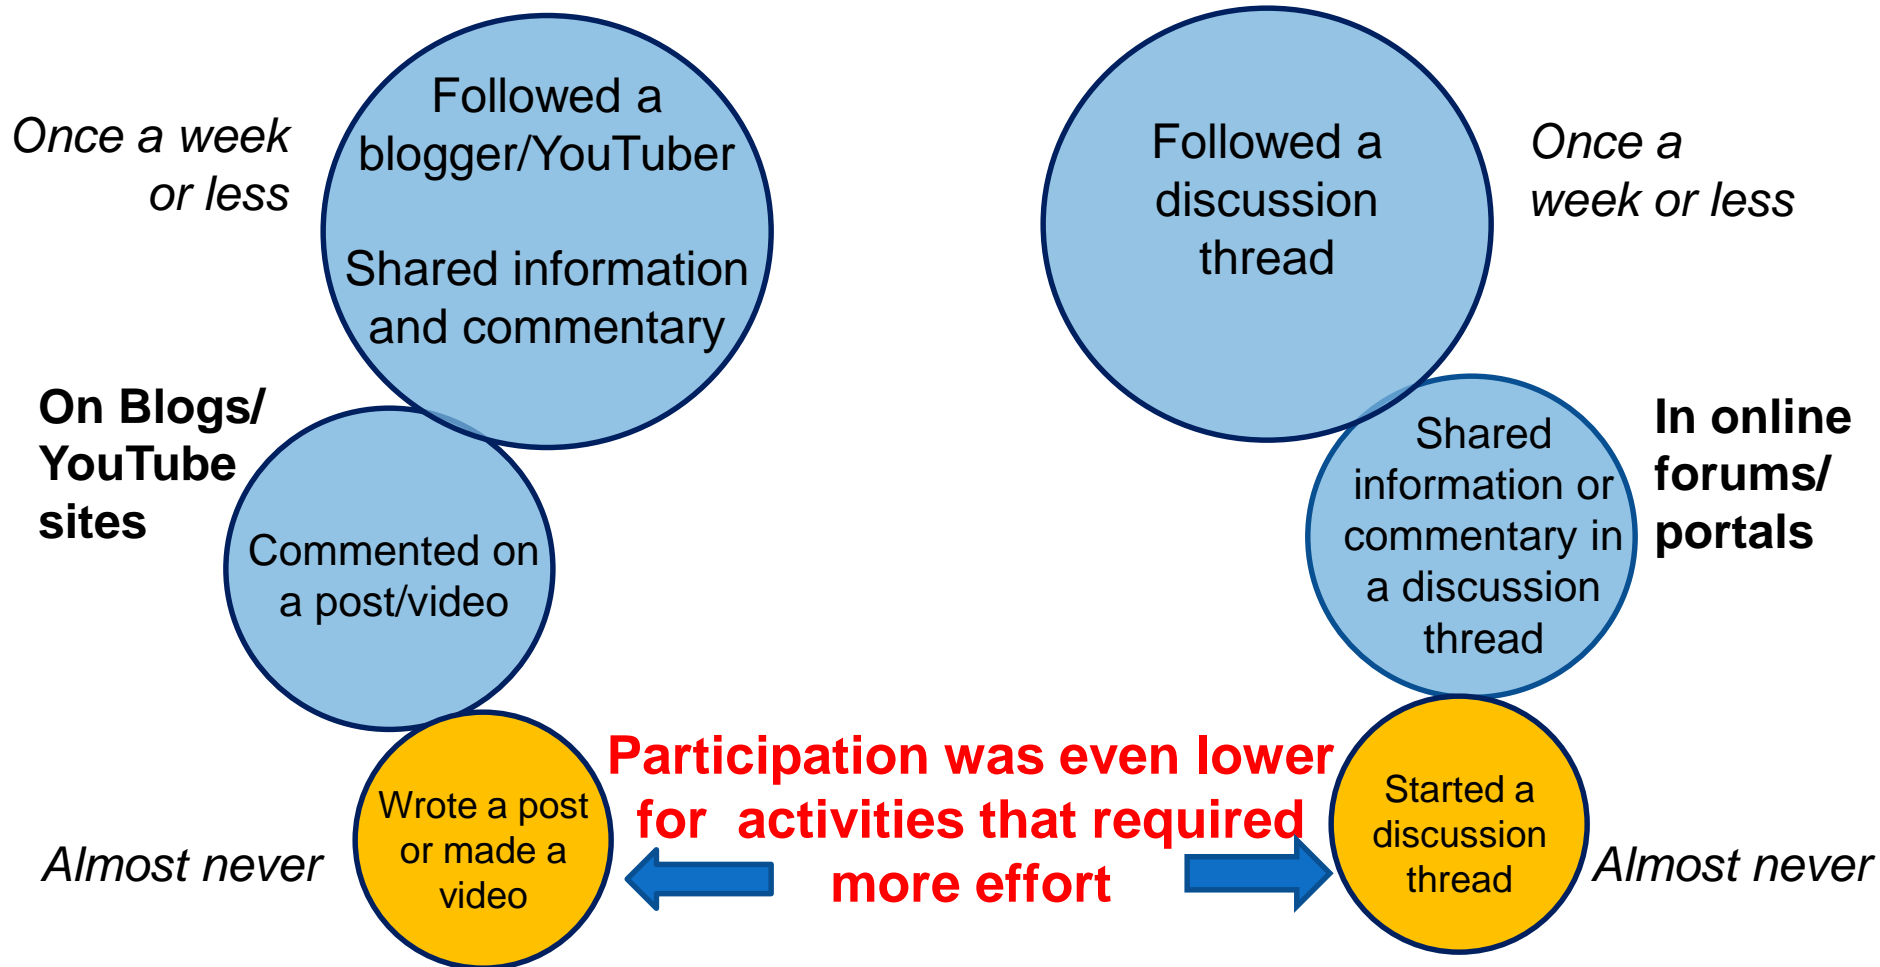 Once a week
or less
Followed a
blogger/YouTuber
Shared information
and commentary
On Blogs/
YouTube
sites
Commented on
a post/video
Wrote a post
or made a
video
Almost never
Participation was even lower
for  activities that required
more effort
Followed a
discussion
thread
Once a
week or less
Shared
information or
commentary in
a discussion
thread
In online
forums/
portals
Started a
discussion
thread
Almost never